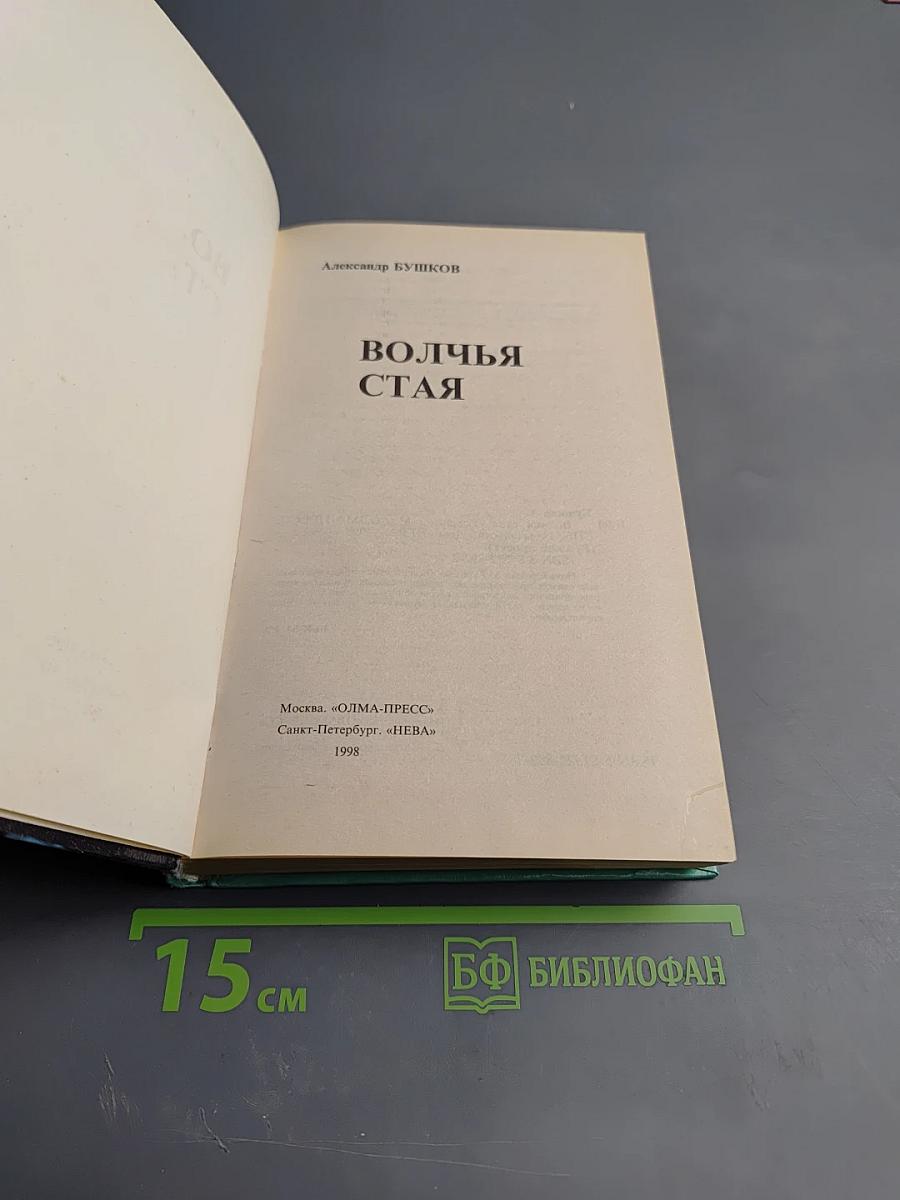 Александр БУШКОВ
ВОЛЧЬЯ
СТАЯ
Москва. «ОЛМА-ПРЕСС»
Санкт-Петербург. «НЕВА»
1998
15 см
БФ БИБЛИОФАН